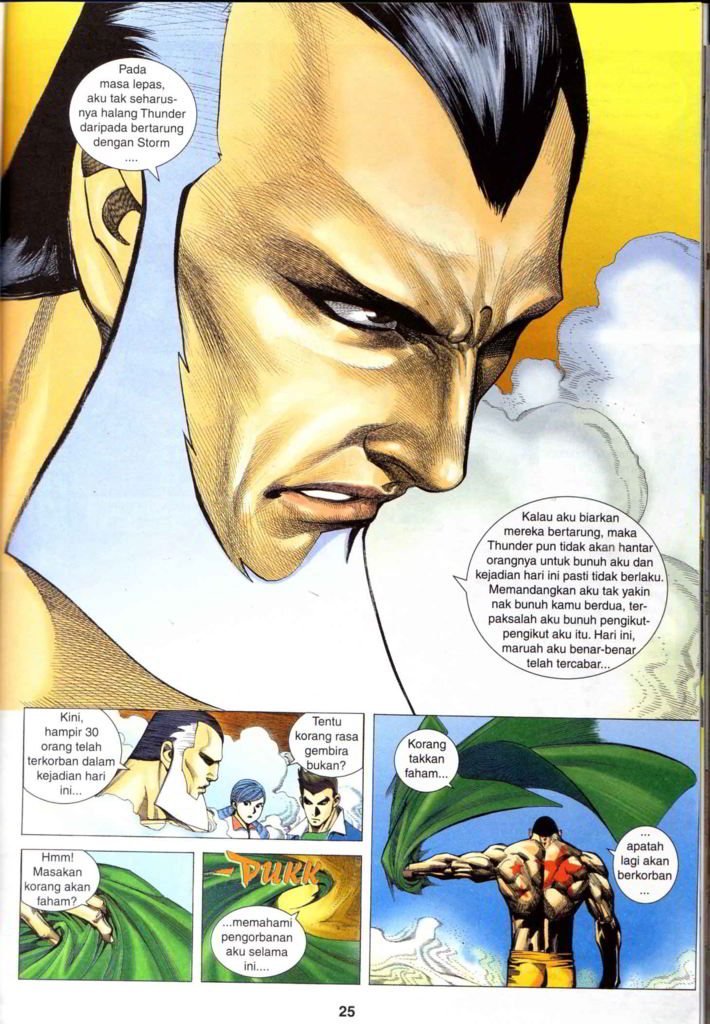 Pada
masa lepas,
aku tak seharus-
nya halang Thunder
daripada bertarung
dengan Storm
....
Kalau aku biarkan
mereka bertarung, maka
Thunder pun tidak akan hantar
orangnya untuk bunuh aku dan
kejadian hari ini pasti tidak berlaku.
Memandangkan aku tak yakin
nak bunuh kamu berdua, ter-
paksalah aku bunuh pengikut-
pengikut aku itu. Hari ini,
maruah aku benar-benar
telah tercabar...
Kini,
hampir 30
orang telah
terkorban dalam
kejadian hari
ini...
Tentu
korang rasa
gembira
bukan?
Hmm!
Masakan
korang akan
faham?
PUKK
...memahami
pengorbanan
aku selama
ini....
Korang
takkan
faham...
...
apatah
lagi akan
berkorban
...
25